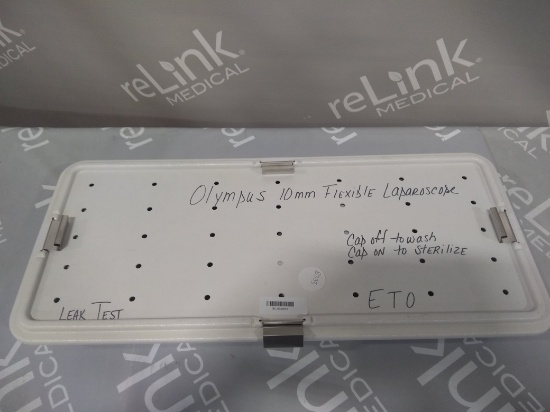 reLink
MEDICAL
reLink
MEDICAL
Olympus 10mm Flexible Laparoscope
Cap off to wash
Cap on to sterilize
ETO
Leak Test